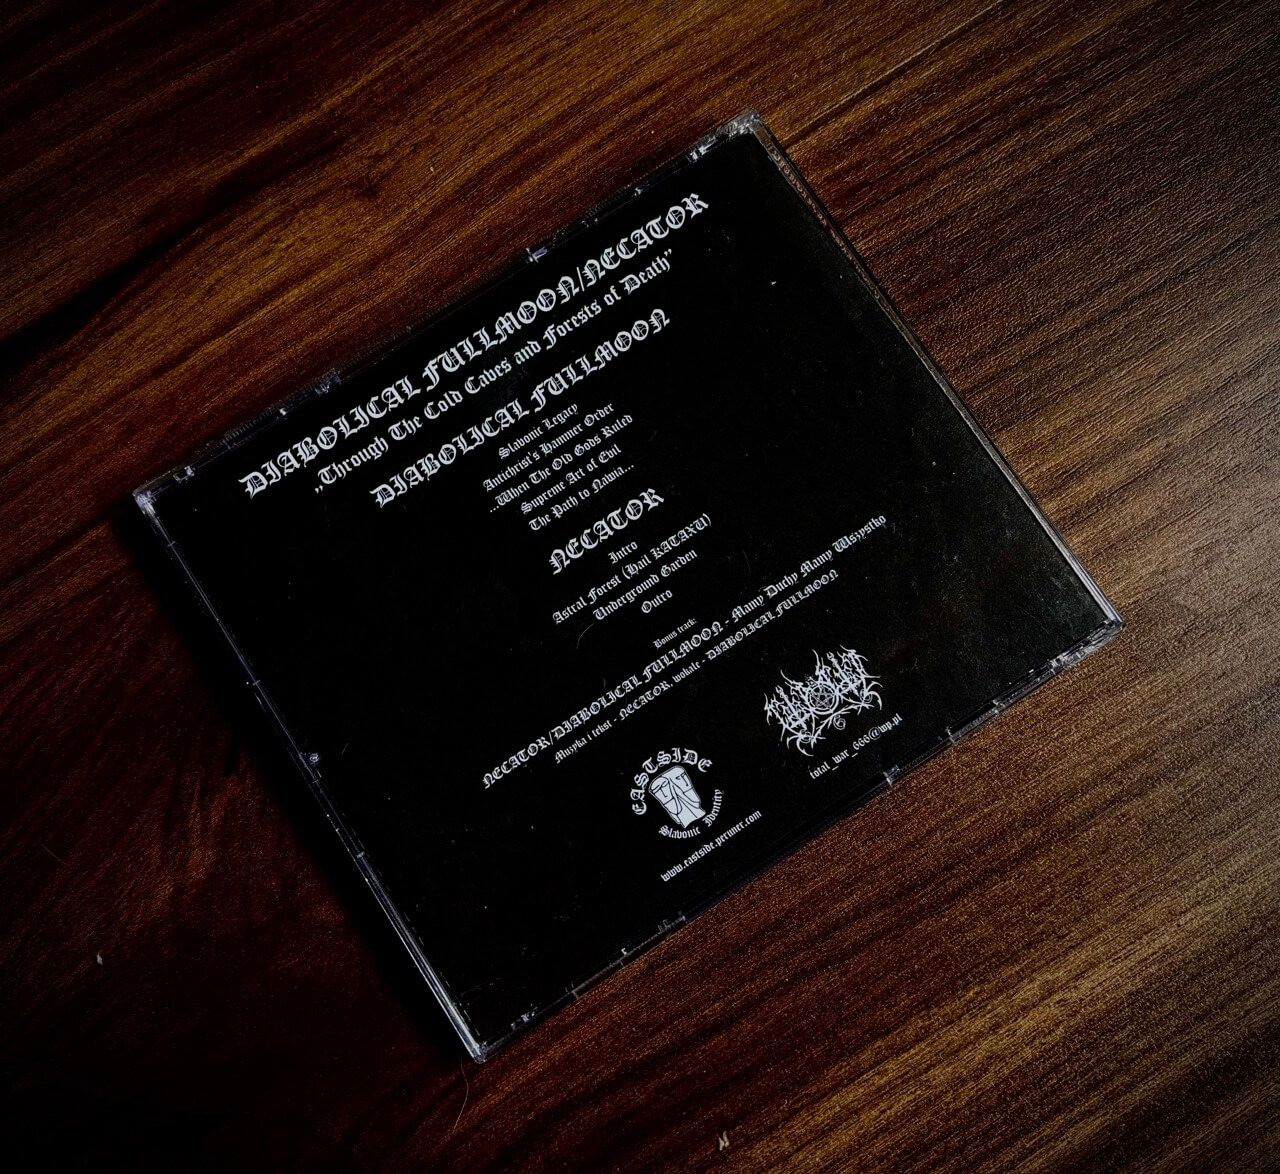 DIABOLICAL FULLMOON/NECATOR
„Through The Cold Caves and Forests of Death”
DIABOLICAL FULLMOON
Slavonic Legacy
Antichrist's Hammer Order
...When The Old Gods Ruled
Supreme Art of Evil
The Path to Nawia...
NECATOR
Intro
Astral Forest (Hail KATAXU)
Underground Garden
Outro
Bonus track:
NECATOR/DIABOLICAL FULLMOON - Mamy Duchy Mamy Wszystko
Muzyka i tekst - NECATOR, wokale - DIABOLICAL FULLMOON
EASTSIDE
Slavonic Identity
www.eastside.peruner.com
total_war_666@wp.pl